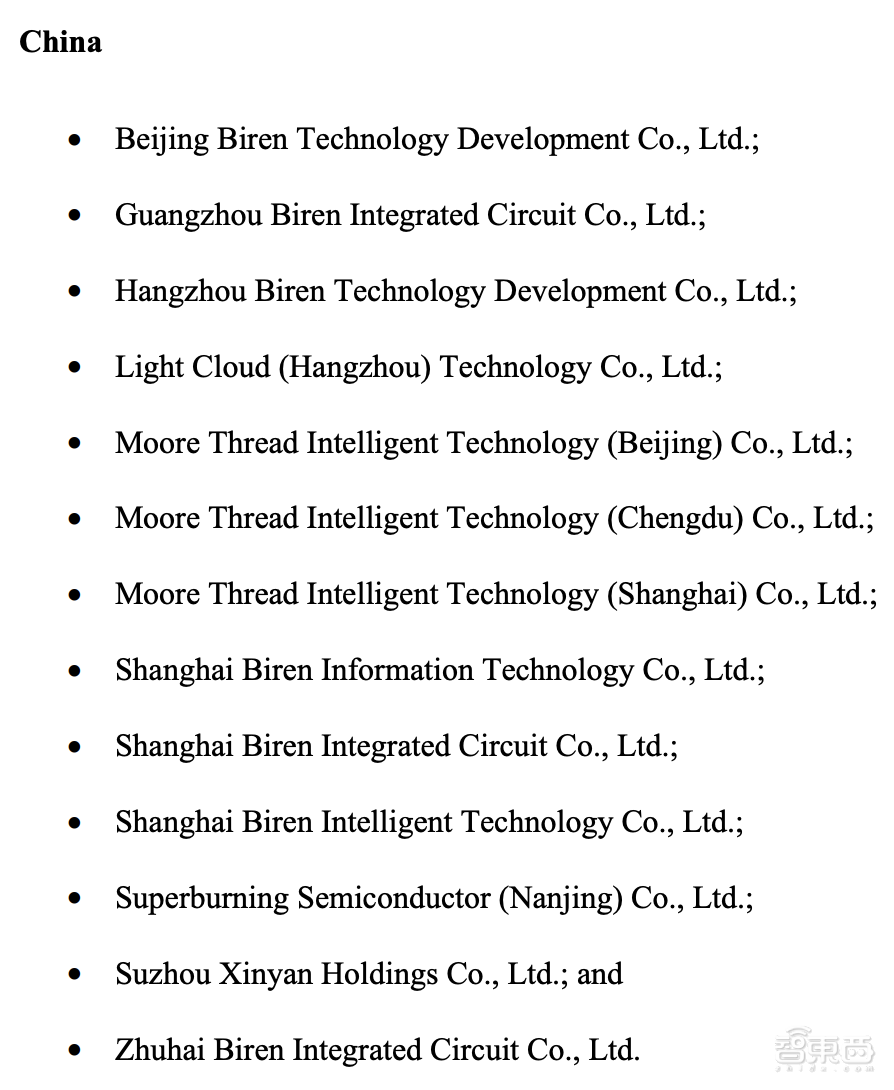 China
• Beijing Biren Technology Development Co., Ltd.;
• Guangzhou Biren Integrated Circuit Co., Ltd.;
• Hangzhou Biren Technology Development Co., Ltd.;
• Light Cloud (Hangzhou) Technology Co., Ltd.;
• Moore Thread Intelligent Technology (Beijing) Co., Ltd.;
• Moore Thread Intelligent Technology (Chengdu) Co., Ltd.;
• Moore Thread Intelligent Technology (Shanghai) Co., Ltd.;
• Shanghai Biren Information Technology Co., Ltd.;
• Shanghai Biren Integrated Circuit Co., Ltd.;
• Shanghai Biren Intelligent Technology Co., Ltd.;
• Superburning Semiconductor (Nanjing) Co., Ltd.;
• Suzhou Xinyan Holdings Co., Ltd.; and
• Zhuhai Biren Integrated Circuit Co., Ltd.
智東西